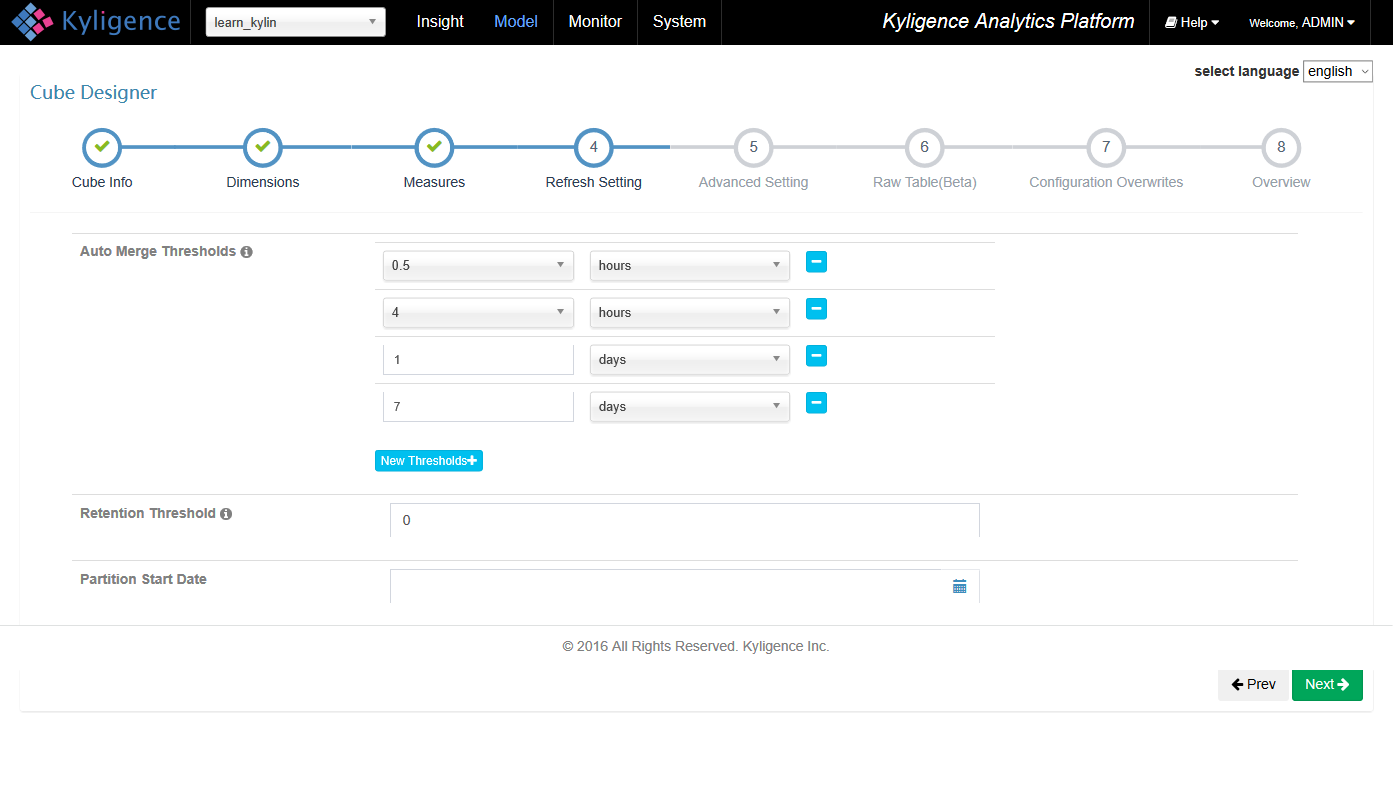 Kyligence learn_kylin Insight Model Monitor System Kyligence Analytics Platform Help Welcome, ADMIN
select language english
Cube Designer
4 5 6 7 8
Cube Info Dimensions Measures Refresh Setting Advanced Setting Raw Table(Beta) Configuration Overwrites Overview
Auto Merge Thresholds
0.5 hours
4 hours
1 days
7 days
New Thresholds
Retention Threshold 0
Partition Start Date
© 2016 All Rights Reserved. Kyligence Inc.
Prev Next